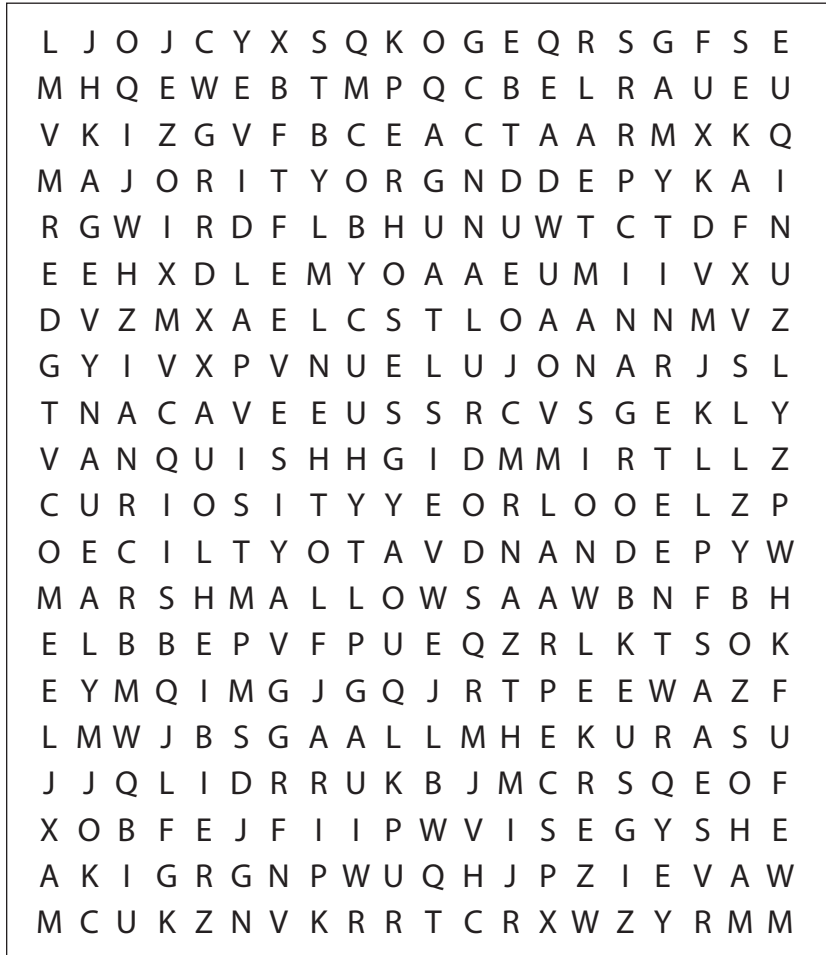 L J O J C Y X S Q K O G E Q R S G F S E
M H Q E W E B T M P Q C B E L R A U E U
V K I Z G V F B C E A C T A A R M X K Q
M A J O R I T Y O R G N D D E P Y K A I
R G W I R D F L B H U N U W T C T D F N
E E H X D L E M Y O A A E U M I I V X U
D V Z M X A E L C S T L O A A N N M V Z
G Y I V X P V N U E L U J O N A R J S L
T N A C A V E E U S S R C V S G E K L Y
V A N Q U I S H H G I D M M I R T L L Z
C U R I O S I T Y Y E O R L O O E L Z P
O E C I L T Y O T A V D N A N D E P Y W
M A R S H M A L L O W S A A W B N F B H
E L B B E P V F P U E Q Z R L K T S O K
E Y M Q I M G J G Q J R T P E E W A Z F
L M W J B S G A A L L M H E K U R A S U
J J Q L I D R R U K B J M C R S Q E O F
X O B F E J F I I P W V I S E G Y S H E
A K I G R G N P W U Q H J P Z I E V A W
M C U K Z N V K R R T C R X W Z Y R M M